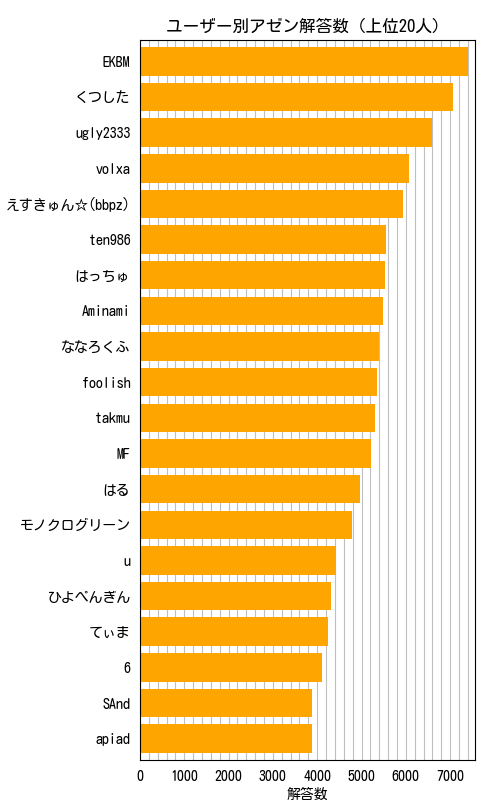 ユーザー別アゼン解答数 (上位20人)
EKBM
くつした
ugly2333
volxa
えすきゅん☆(bbpz)
ten986
はっちゅ
Aminami
ななろくふ
foolish
takmu
MF
はる
モノクログリーン
u
ひよぺんぎん
てぃま
6
SAnd
apiad
0 1000 2000 3000 4000 5000 6000 7000
解答数